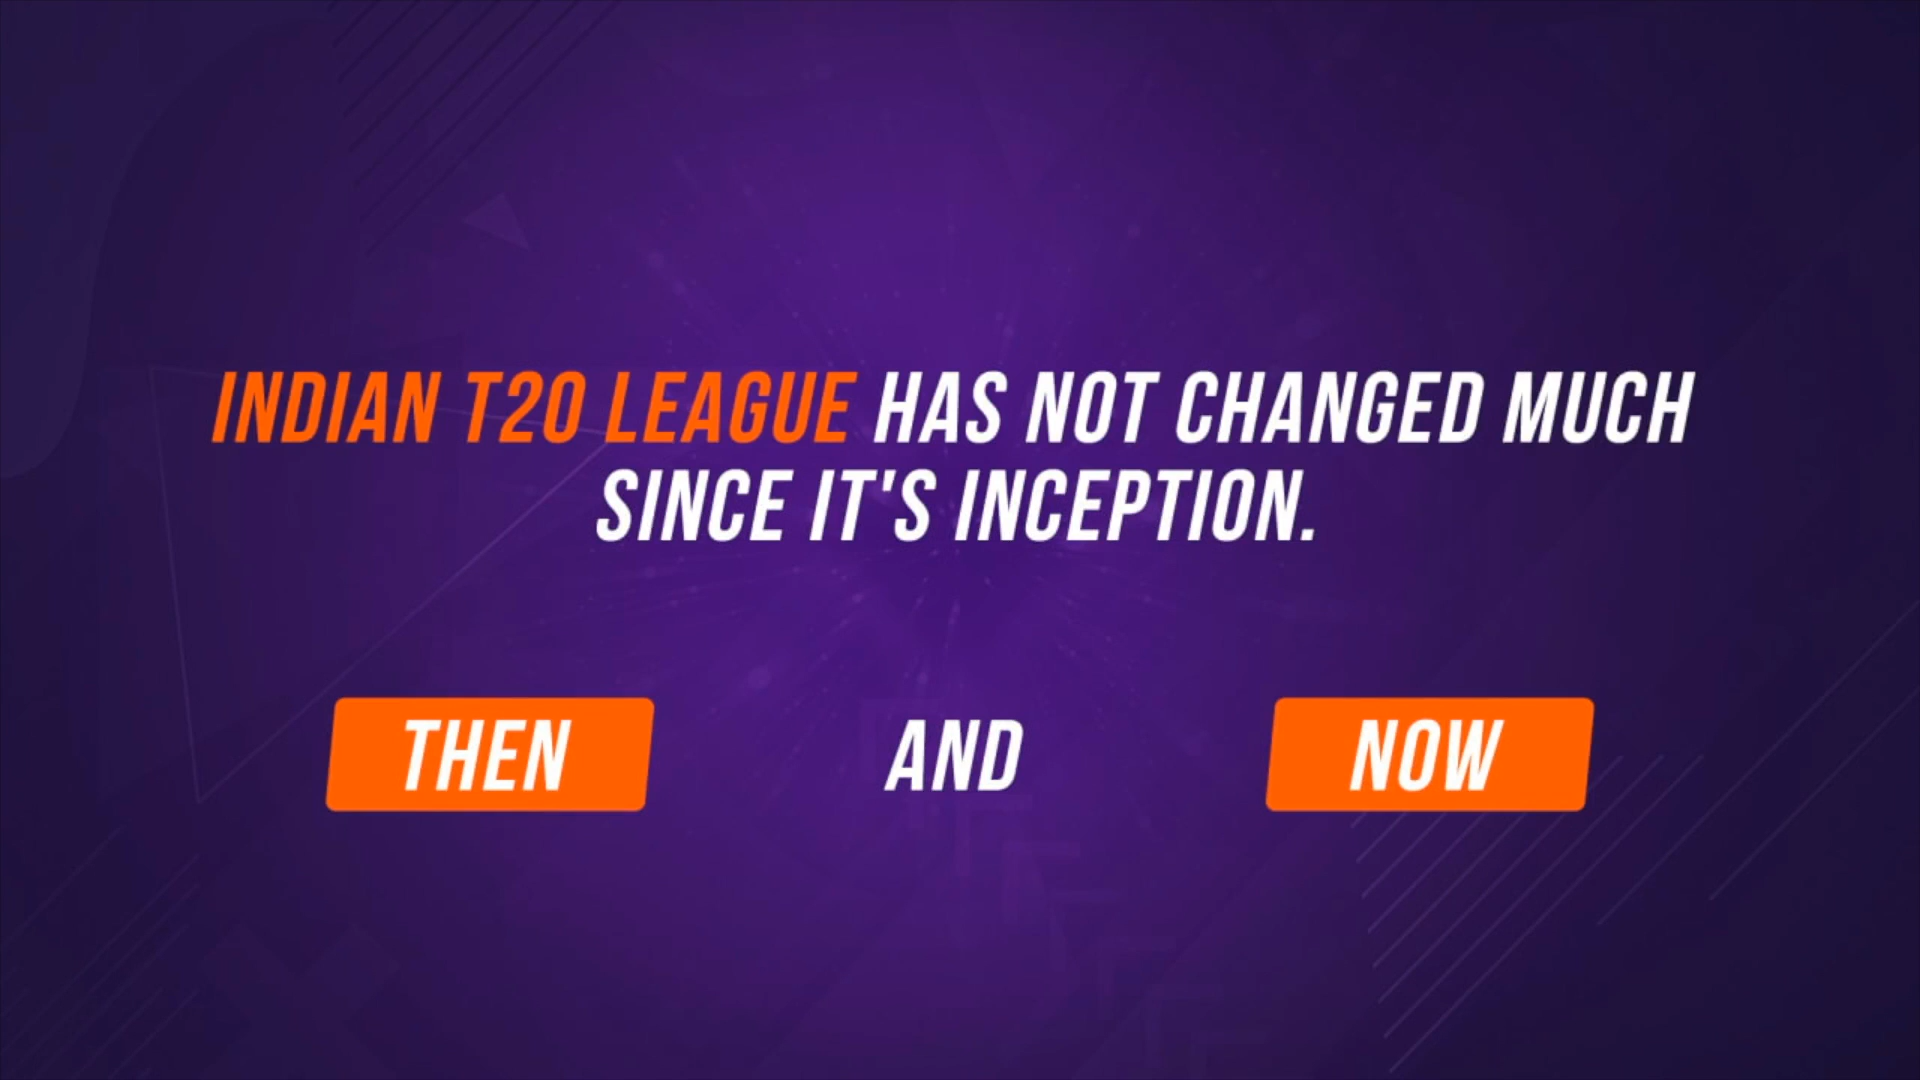 INDIAN T20 LEAGUE HAS NOT CHANGED MUCH
SINCE IT'S INCEPTION.
THEN AND NOW